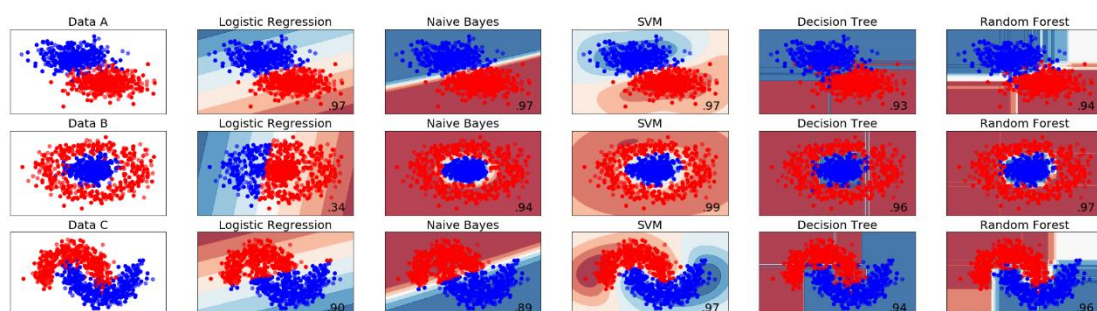 Data A Logistic Regression Naive Bayes SVM Decision Tree Random Forest
.97 .97 .97 .93 .94
Data B Logistic Regression Naive Bayes SVM Decision Tree Random Forest
.34 .94 .99 .96 .97
Data C Logistic Regression Naive Bayes SVM Decision Tree Random Forest
.90 .89 .97 .94 .96